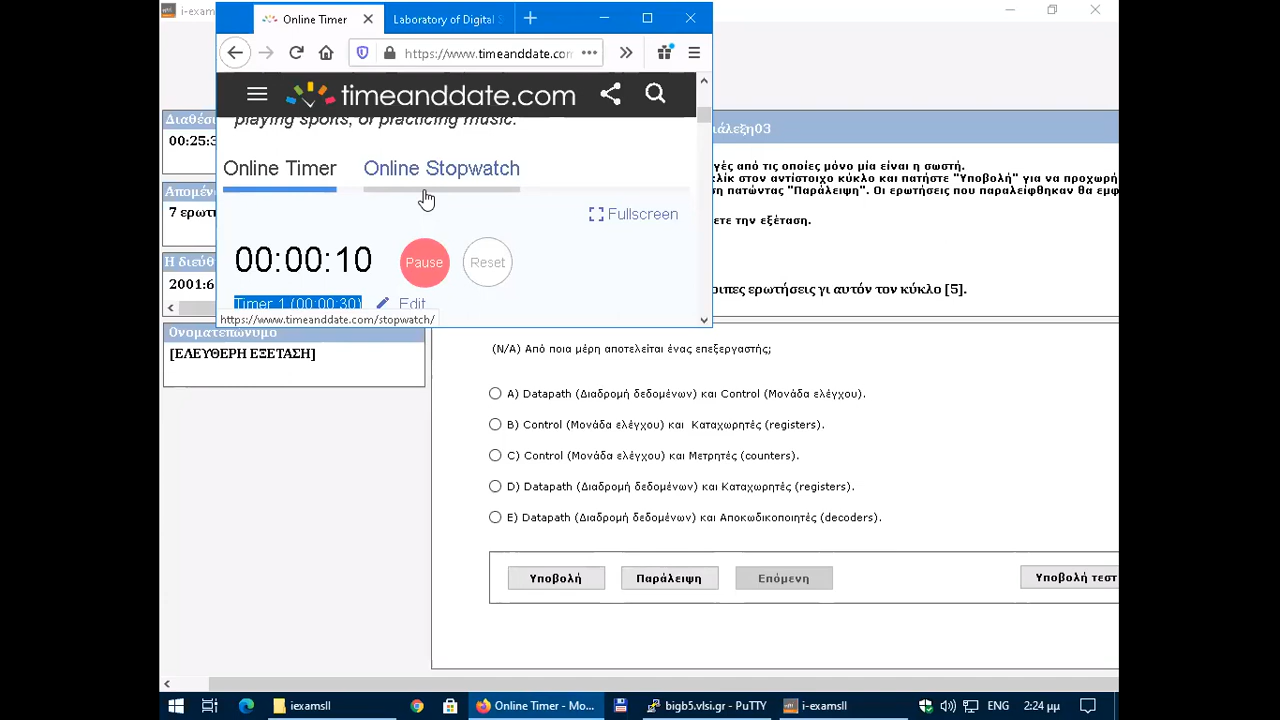 i-exams
Online Timer
Laboratory of Digital S
https://www.timeanddate.com
timeanddate.com
playing sports, or practicing music.
Online Timer
Online Stopwatch
Fullscreen
00:00:10
Pause
Reset
Timer 1 (00:00:30)
Edit
https://www.timeanddate.com/stopwatch/
Διαθέσι
00:25:3
Απομέν
7 ερωτή
Η διεύθ
2001:6
Ονοματεπώνυμο
[ΕΛΕΥΘΕΡΗ ΕΞΕΤΑΣΗ]
ιάλεξη03
γές από τις οποίες μόνο μία είναι η σωστή.
κλίκ στον αντίστοιχο κύκλο και πατήστε "Υποβολή" για να προχωρή
ση πατώντας "Παράλειψη". Οι ερωτήσεις που παραλείφθηκαν θα εμφ
ετε την εξέταση.
οιπες ερωτήσεις γι αυτόν τον κύκλο [5].
(N/A) Από ποια μέρη αποτελείται ένας επεξεργαστής;
A) Datapath (Διαδρομή δεδομένων) και Control (Μονάδα ελέγχου).
B) Control (Μονάδα ελέγχου) και Καταχωρητές (registers).
C) Control (Μονάδα ελέγχου) και Μετρητές (counters).
D) Datapath (Διαδρομή δεδομένων) και Καταχωρητές (registers).
E) Datapath (Διαδρομή δεδομένων) και Αποκωδικοποιητές (decoders).
Υποβολή
Παράλειψη
Επόμενη
Υποβολή τεστ
iexamsll
Online Timer - Mo...
bigb5.vlsi.gr - PuTTY
i-examsll
ENG
2:24 μμ